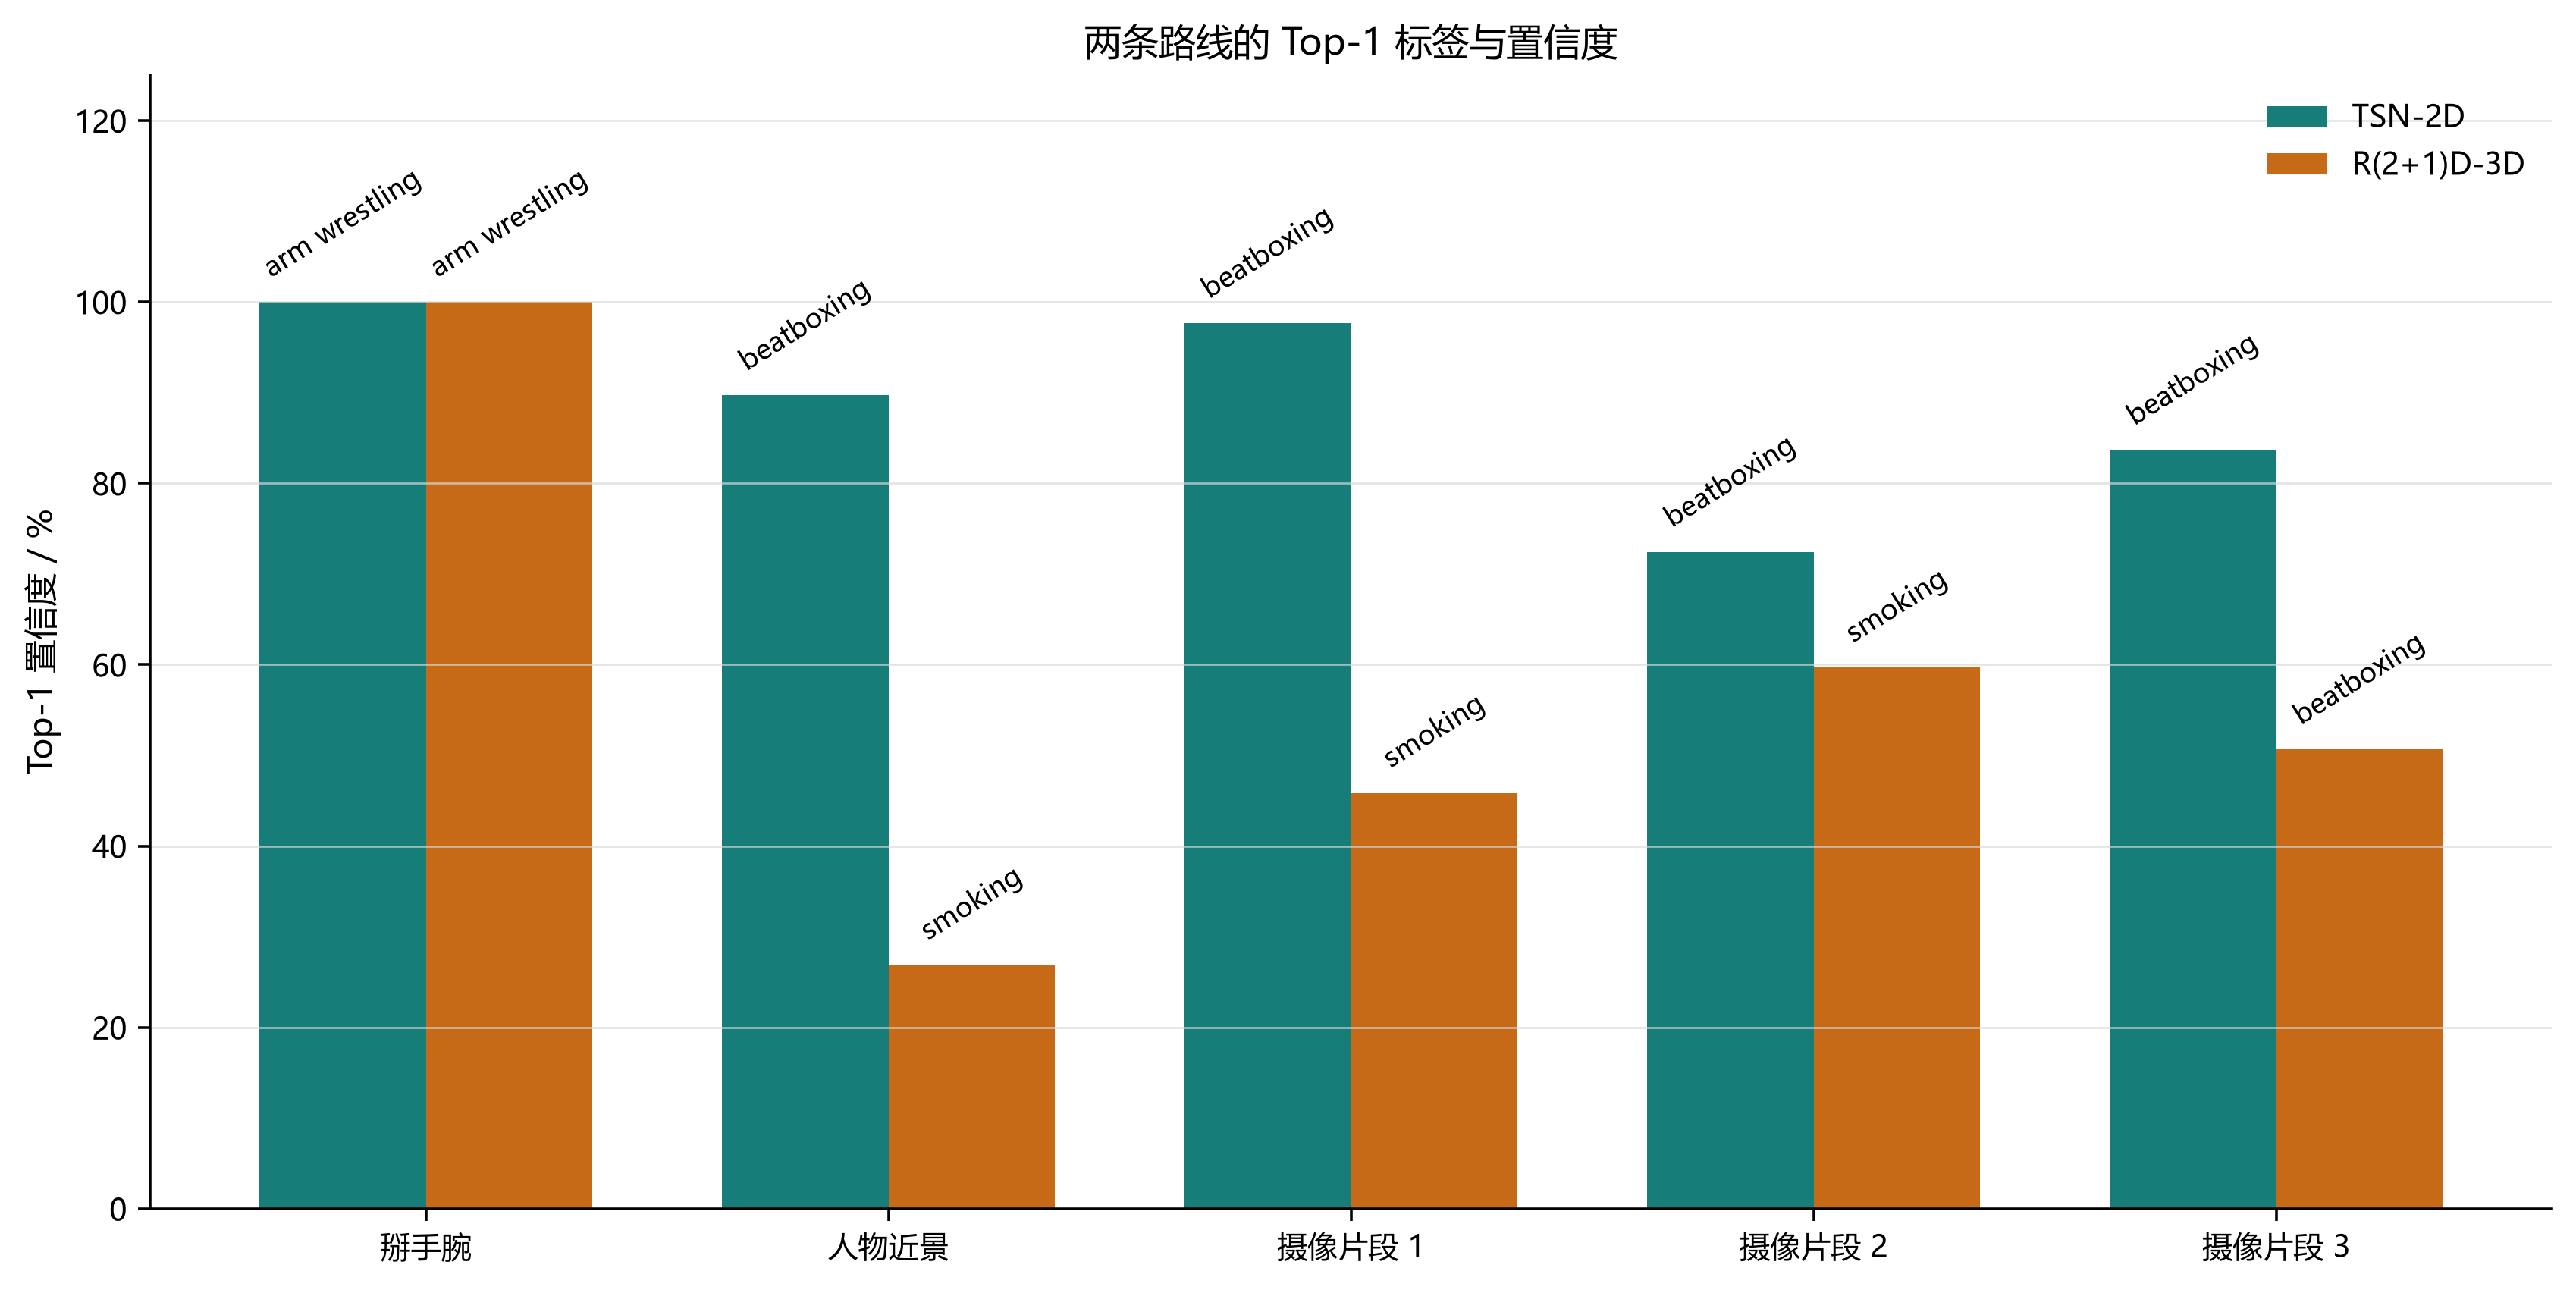 两条路线的 Top-1 标签与置信度
TSN-2D
R(2+1)D-3D
Top-1 置信度 / %
120
100
80
60
40
20
0
arm wrestling
arm wrestling
beatboxing
smoking
beatboxing
smoking
beatboxing
smoking
beatboxing
beatboxing
掰手腕
人物近景
摄像片段 1
摄像片段 2
摄像片段 3